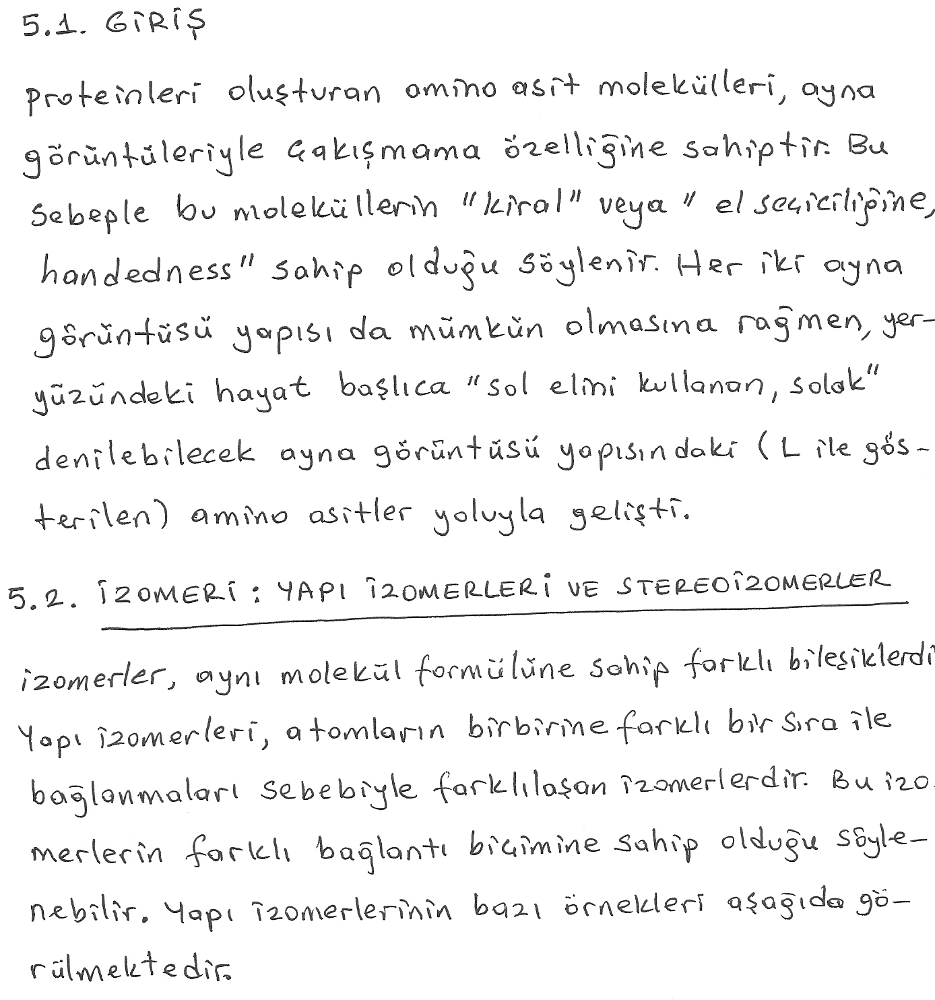 5.1. GİRİŞ
Proteinleri oluşturan amino asit molekülleri, ayna
görüntüleriyle çakışmama özelliğine sahiptir. Bu
sebeple bu moleküllerin "kiral" veya "el seçiciliğine,
handedness" sahip olduğu söylenir. Her iki ayna
görüntüsü yapısı da mümkün olmasına rağmen, yer-
yüzündeki hayat başlıca "sol elini kullanan, solak"
denilebilecek ayna görüntüsü yapısındaki (L ile gös-
terilen) amino asitler yoluyla gelişti.
5.2. İZOMERİ : YAPI İZOMERLERİ VE STEREOİZOMERLER
izomerler, aynı molekül formülüne sahip farklı bileşiklerdi
Yapı izomerleri, atomların birbirine farklı bir sıra ile
bağlanmaları sebebiyle farklılaşan izomerlerdir. Bu izo-
merlerin farklı bağlantı biçimine sahip olduğu söyle-
nebilir. Yapı izomerlerinin bazı örnekleri aşağıda gö-
rülmektedir.